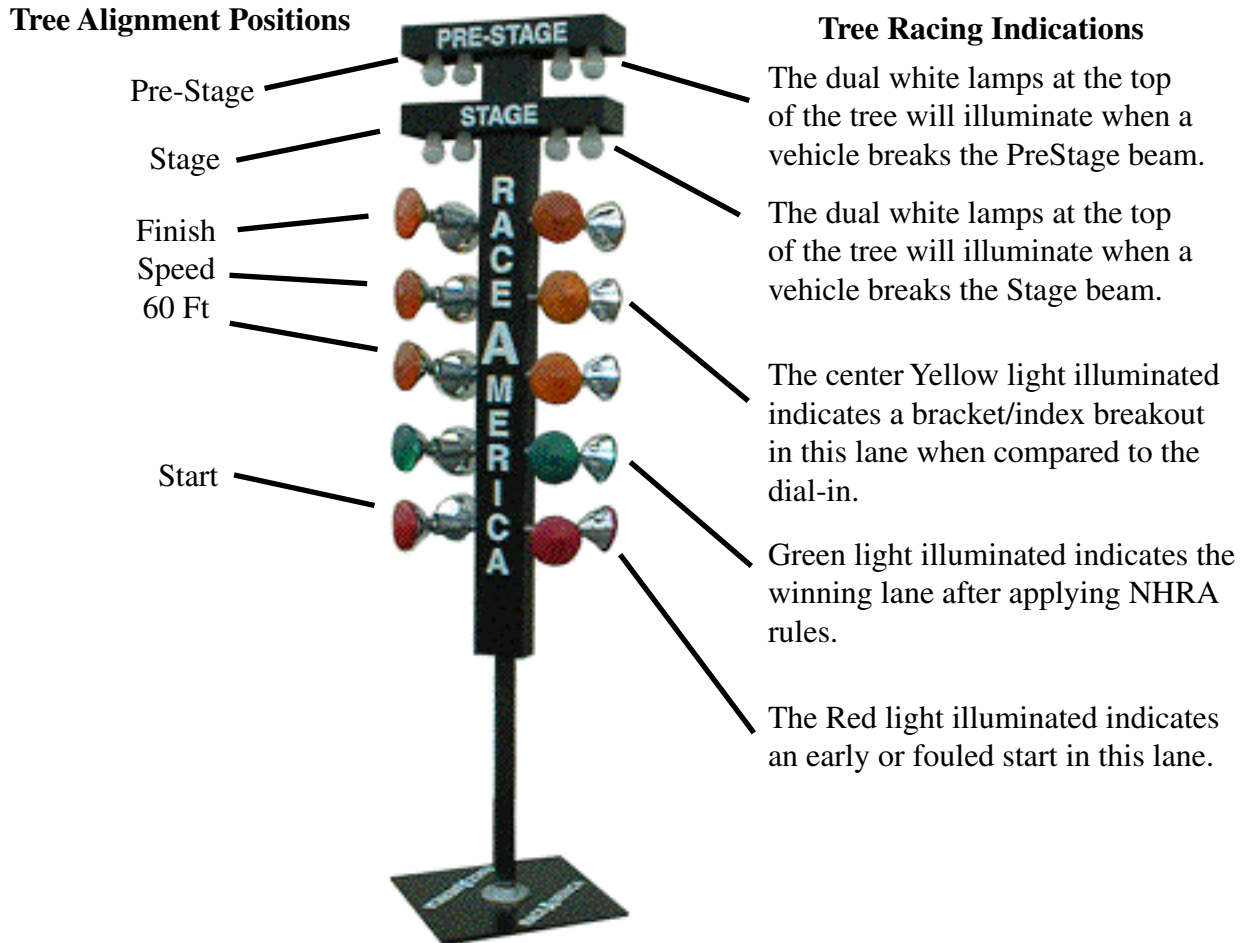 Tree Alignment Positions
Pre-Stage
Stage
Finish
Speed
60 Ft
Start
PRE-STAGE
STAGE
RACE AMERICA
Tree Racing Indications
The dual white lamps at the top
of the tree will illuminate when a
vehicle breaks the PreStage beam.
The dual white lamps at the top
of the tree will illuminate when a
vehicle breaks the Stage beam.
The center Yellow light illuminated
indicates a bracket/index breakout
in this lane when compared to the
dial-in.
Green light illuminated indicates the
winning lane after applying NHRA
rules.
The Red light illuminated indicates
an early or fouled start in this lane.